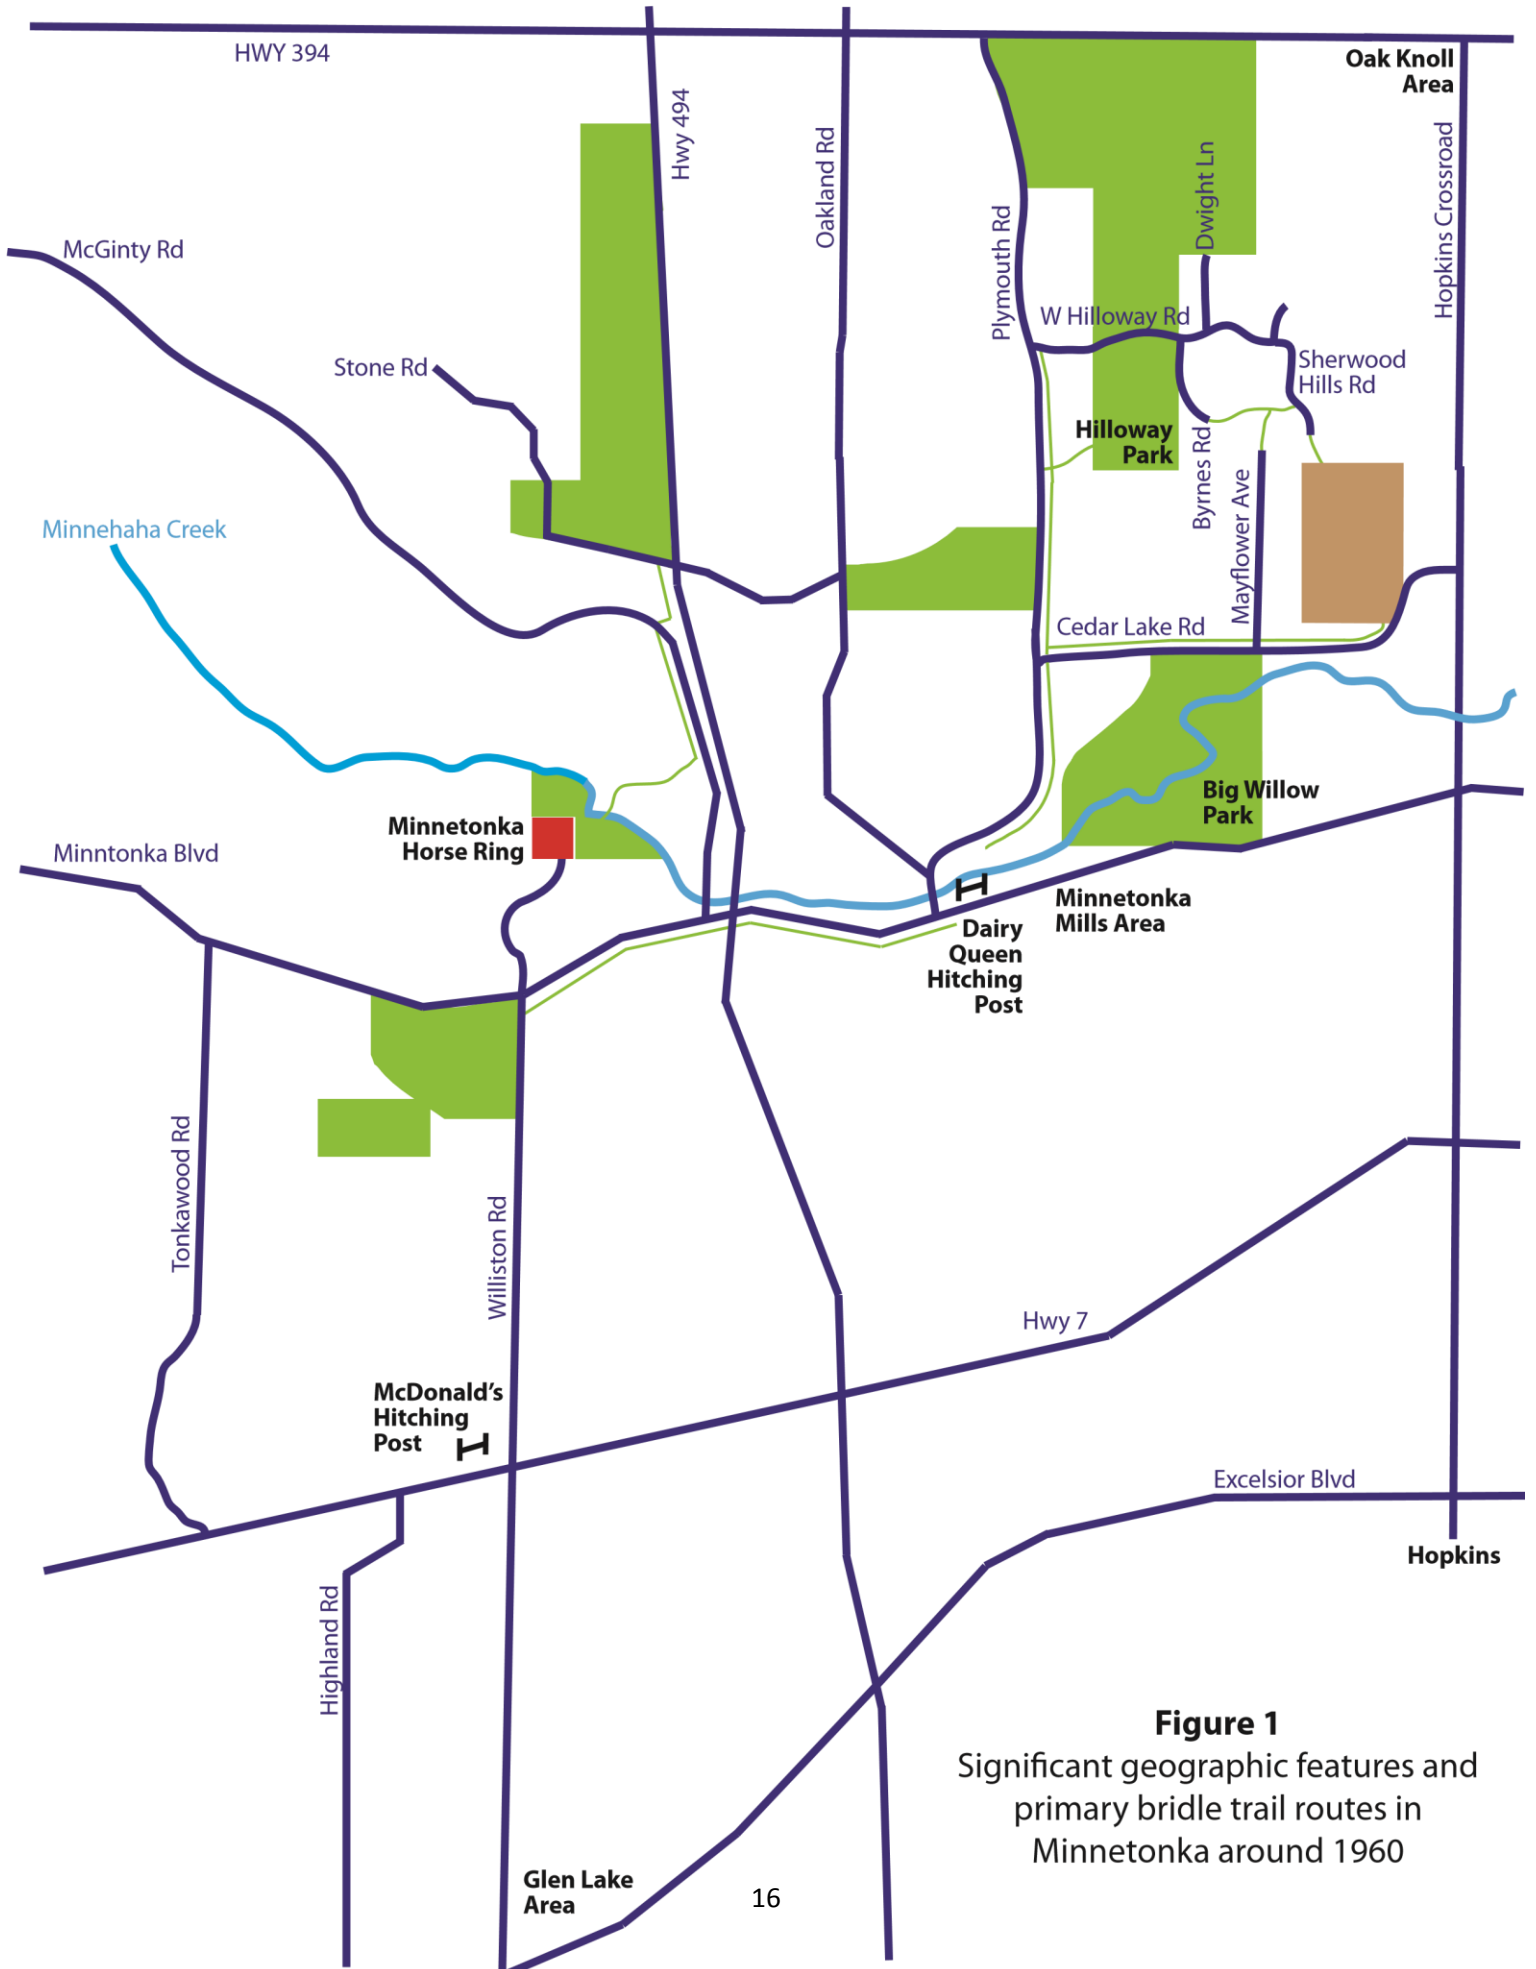 HWY 394
Oak Knoll
Area
Hwy 494
Oakland Rd
Plymouth Rd
Dwight Ln
Hopkins Crossroad
McGinty Rd
W Hilloway Rd
Stone Rd
Sherwood
Hills Rd
Hilloway
Park
Byrnes Rd
Mayflower Ave
Minnehaha Creek
Cedar Lake Rd
Big Willow
Park
Minnetonka
Horse Ring
Minntonka Blvd
Minnetonka
Mills Area
Dairy
Queen
Hitching
Post
Tonkawood Rd
Williston Rd
Hwy 7
McDonald's
Hitching
Post
Excelsior Blvd
Hopkins
Highland Rd
Figure 1
Significant geographic features and
primary bridle trail routes in
Minnetonka around 1960
Glen Lake
Area
16